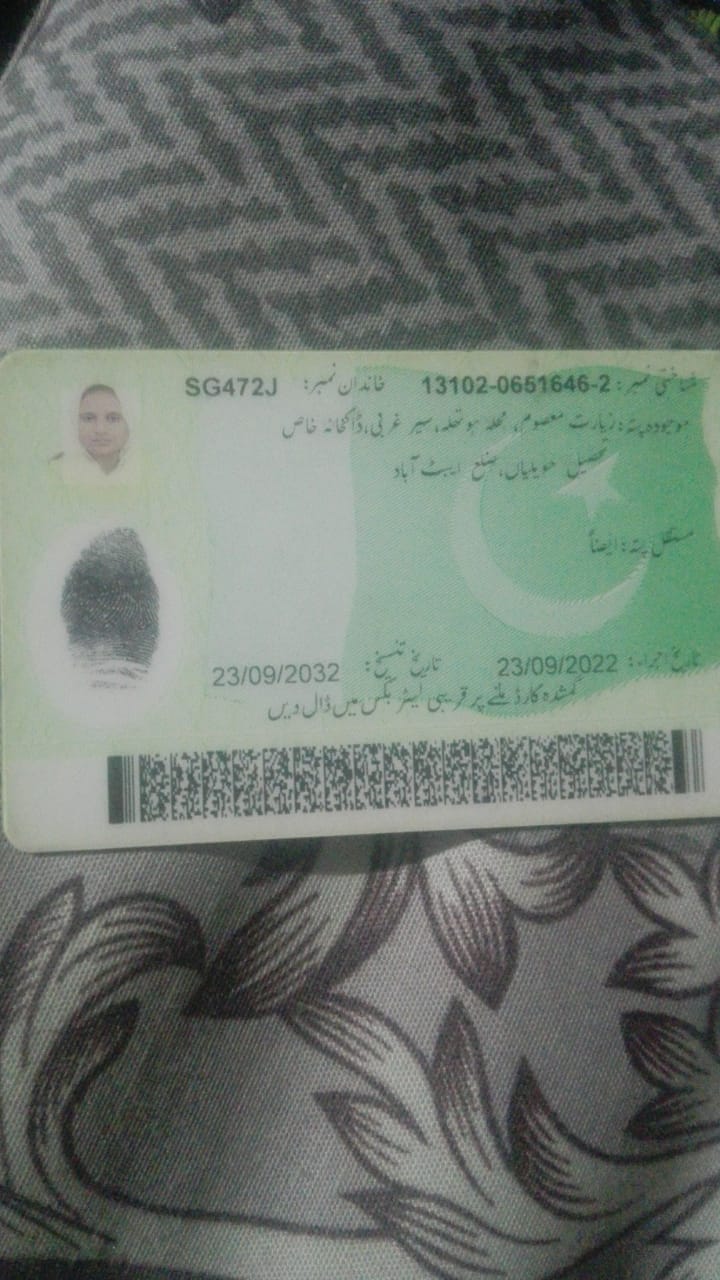 شناختی نمبر: 13102-0651646-2 خاندان نمبر: SG472J
موجودہ پتہ: زیارت معصوم، محلہ ہوتھلہ، سیر غربی، ڈاکخانہ خاص
تحصیل حویلیاں، ضلع ایبٹ آباد
مستقل پتہ: ایضاً
تاریخ اجراء: 23/09/2022 تاریخ تنسیخ: 23/09/2032
گمشدہ کارڈ ملنے پر قریبی لیٹر بکس میں ڈال دیں